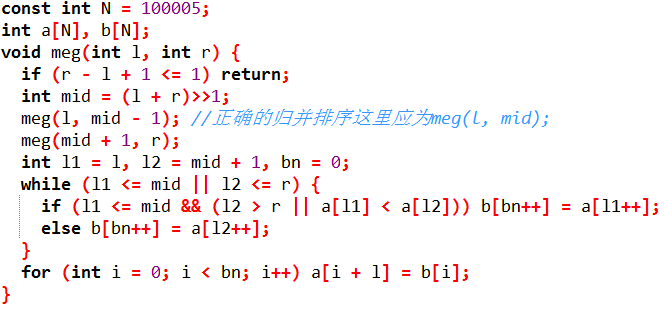 const int N = 100005;
int a[N], b[N];
void meg(int l, int r) {
  if (r - l + 1 <= 1) return;
  int mid = (l + r)>>1;
  meg(l, mid - 1); //正确的归并排序这里应为meg(l, mid);
  meg(mid + 1, r);
  int l1 = l, l2 = mid + 1, bn = 0;
  while (l1 <= mid || l2 <= r) {
    if (l1 <= mid && (l2 > r || a[l1] < a[l2])) b[bn++] = a[l1++];
    else b[bn++] = a[l2++];
  }
  for (int i = 0; i < bn; i++) a[i + l] = b[i];
}